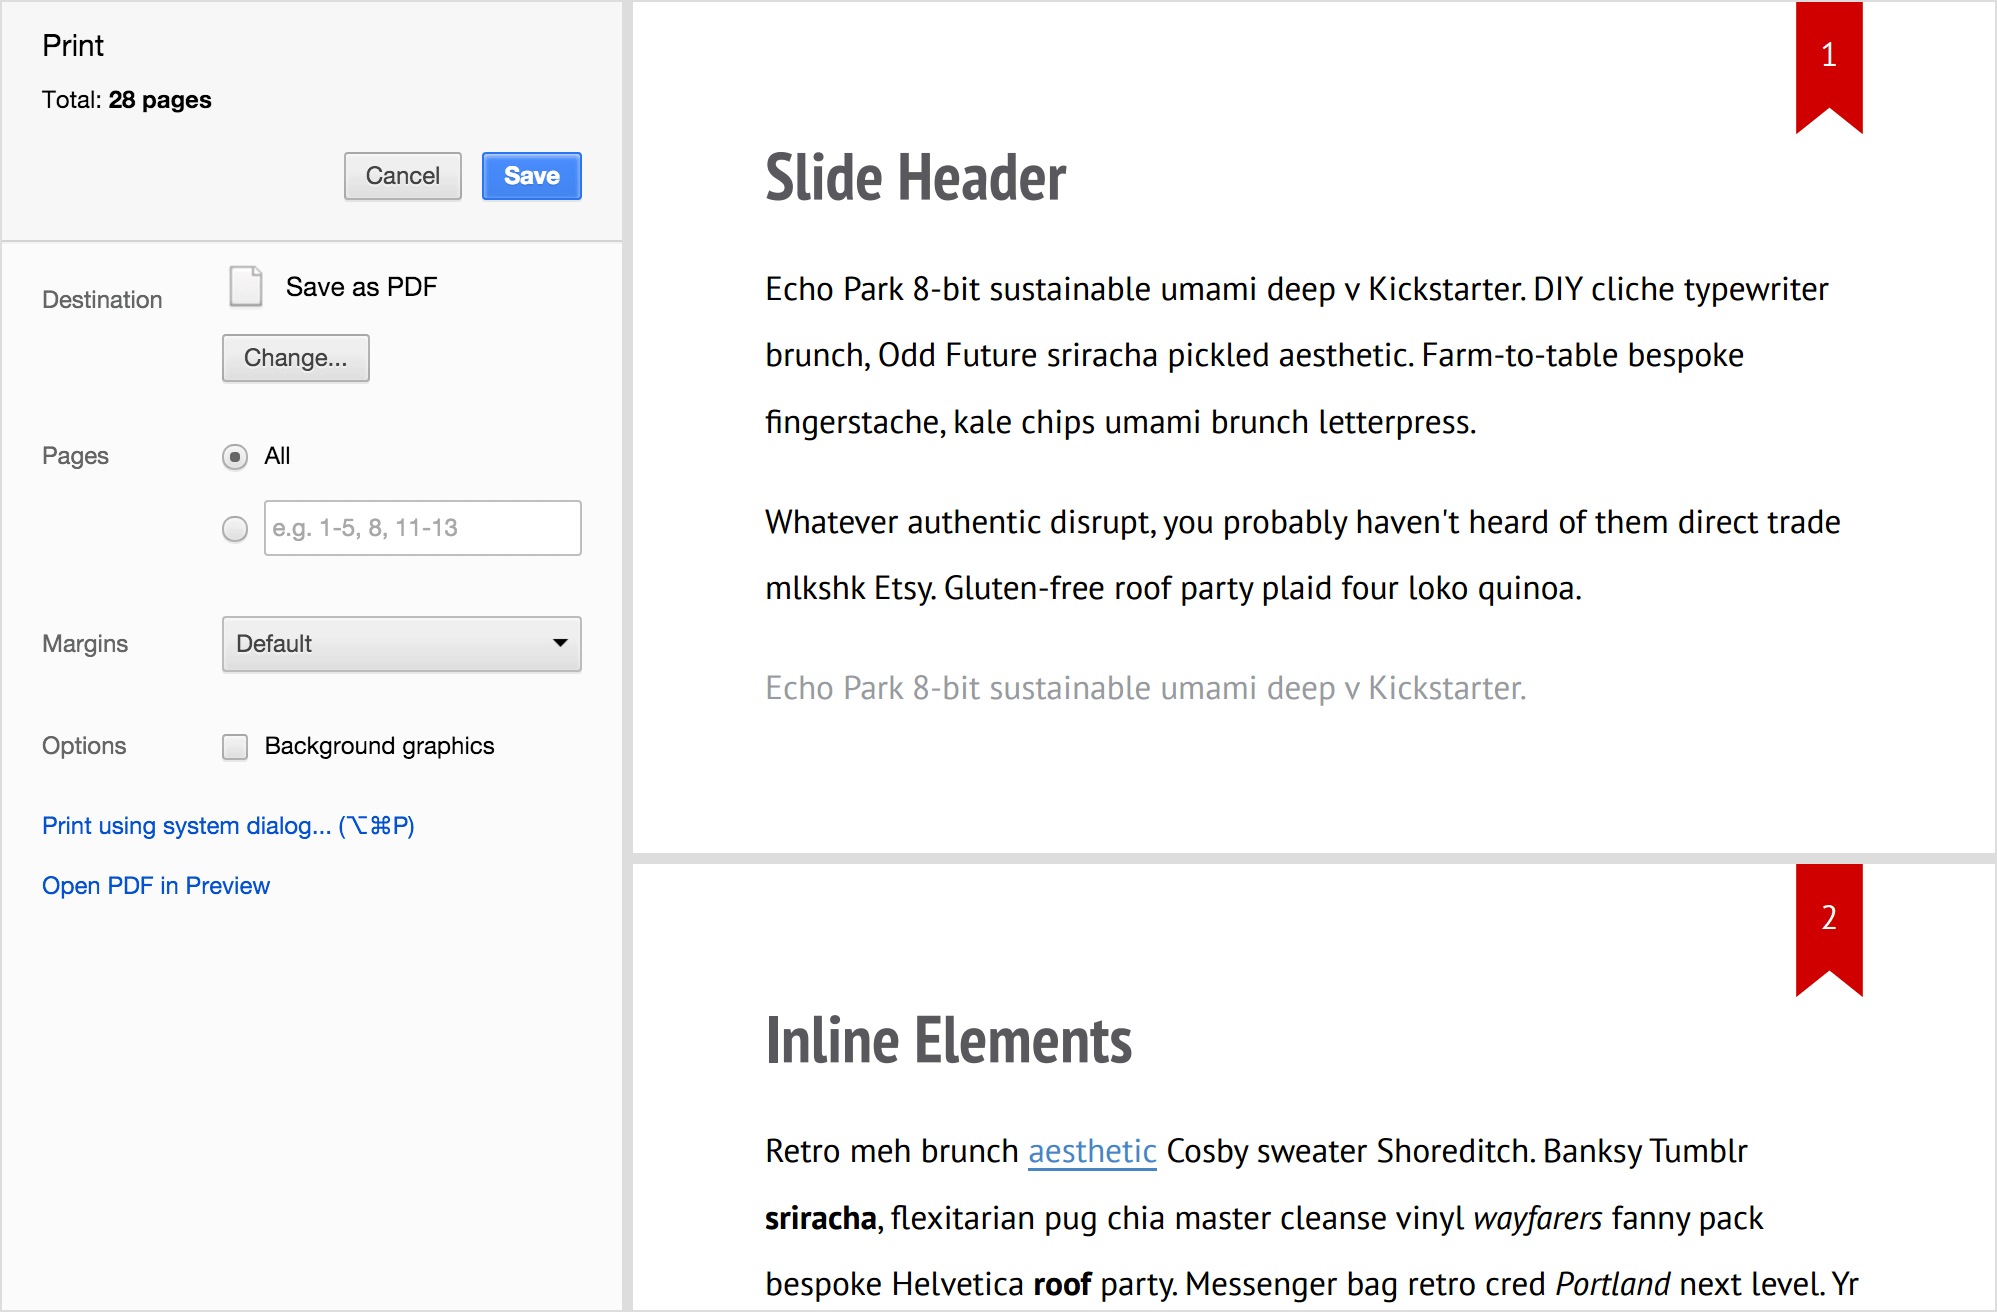 Print
Total: 28 pages
Cancel
Save
Destination
Save as PDF
Change...
Pages
All
e.g. 1-5, 8, 11-13
Margins
Default
Options
Background graphics
Print using system dialog... (⌥⌘P)
Open PDF in Preview
1
Slide Header
Echo Park 8-bit sustainable umami deep v Kickstarter. DIY cliche typewriter
brunch, Odd Future sriracha pickled aesthetic. Farm-to-table bespoke
fingerstache, kale chips umami brunch letterpress.
Whatever authentic disrupt, you probably haven't heard of them direct trade
mlkshk Etsy. Gluten-free roof party plaid four loko quinoa.
Echo Park 8-bit sustainable umami deep v Kickstarter.
2
Inline Elements
Retro meh brunch aesthetic Cosby sweater Shoreditch. Banksy Tumblr
sriracha, flexitarian pug chia master cleanse vinyl wayfarers fanny pack
bespoke Helvetica roof party. Messenger bag retro cred Portland next level. Yr